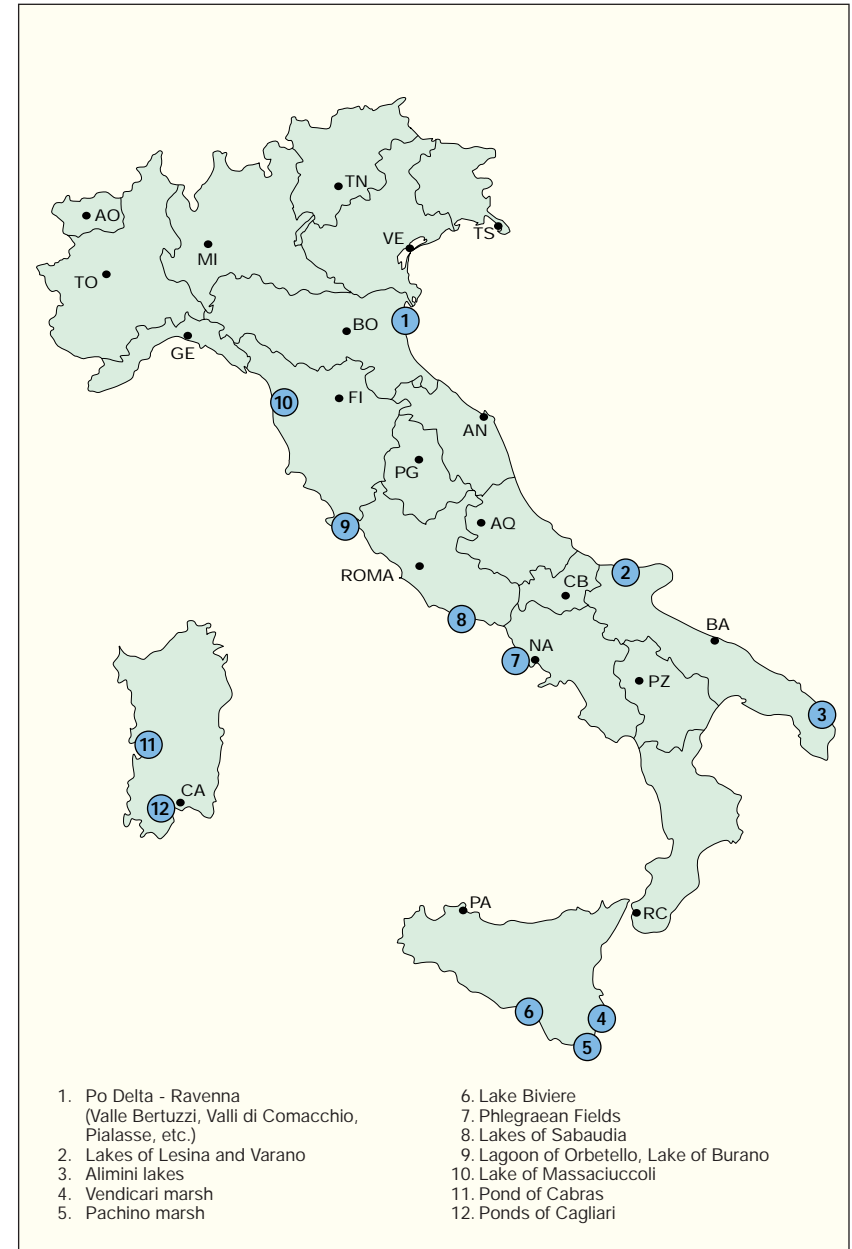 TN
AO
VE
TS
MI
TO
BO
1
GE
10
FI
AN
PG
9
AQ
ROMA
CB
2
8
BA
NA
7
PZ
3
11
CA
12
PA
RC
6
4
5
1. Po Delta - Ravenna
(Valle Bertuzzi, Valli di Comacchio,
Pialasse, etc.)
2. Lakes of Lesina and Varano
3. Alimini lakes
4. Vendicari marsh
5. Pachino marsh
6. Lake Biviere
7. Phlegraean Fields
8. Lakes of Sabaudia
9. Lagoon of Orbetello, Lake of Burano
10. Lake of Massaciuccoli
11. Pond of Cabras
12. Ponds of Cagliari